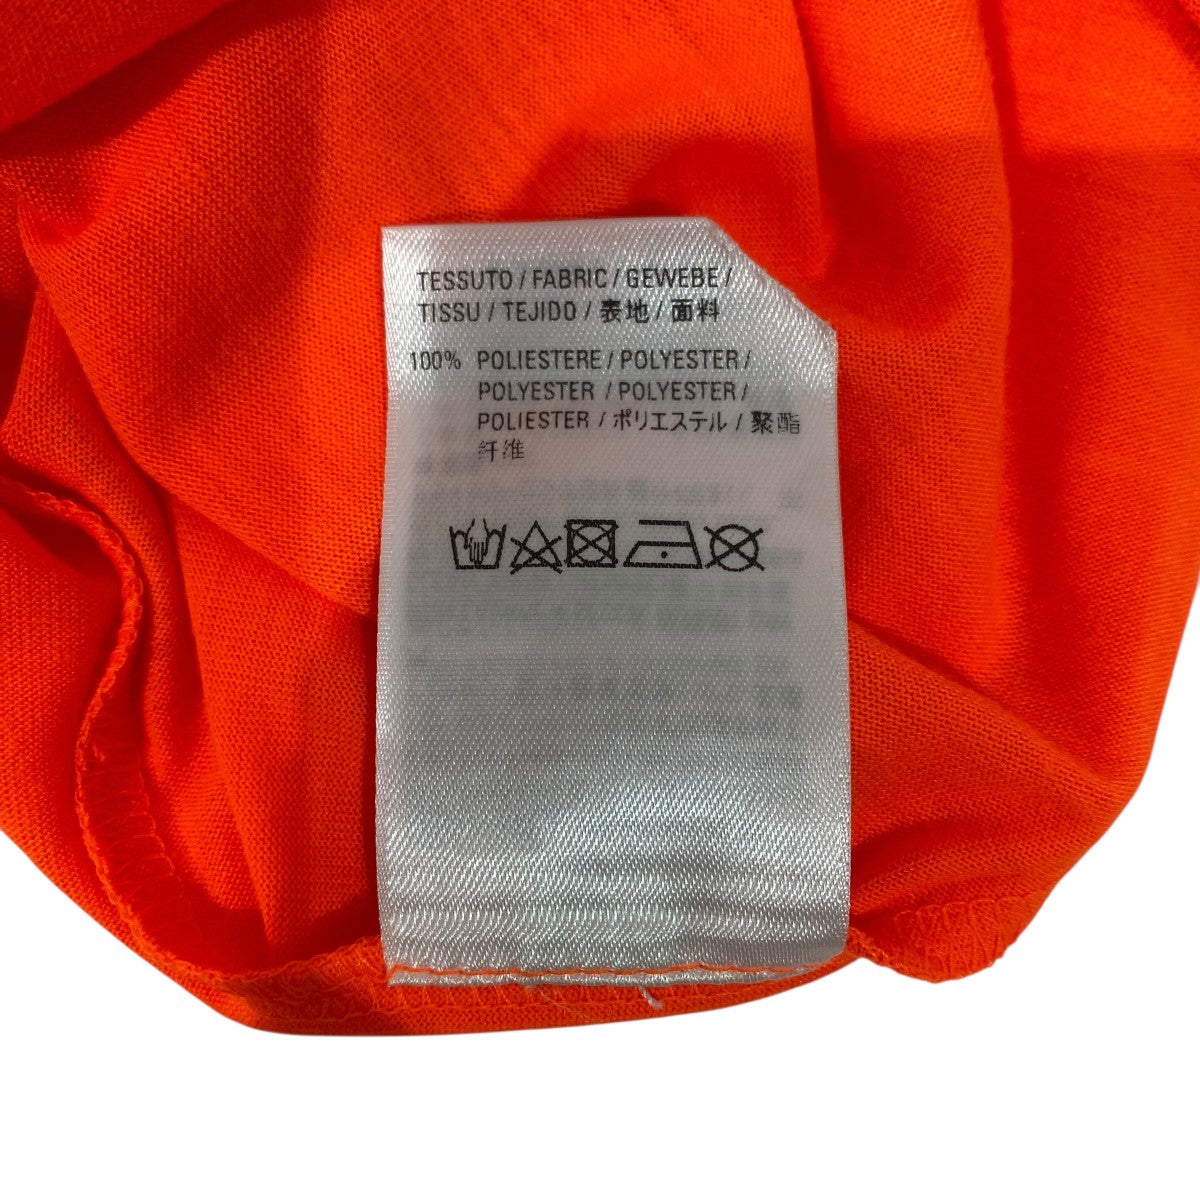 TESSUTO / FABRIC / GEWEBE /
TISSU / TEJIDO / 表地 / 面料
100% POLIESTERE / POLYESTER /
POLYESTER / POLYESTER /
POLIESTER / ポリエステル / 聚酯
纤维